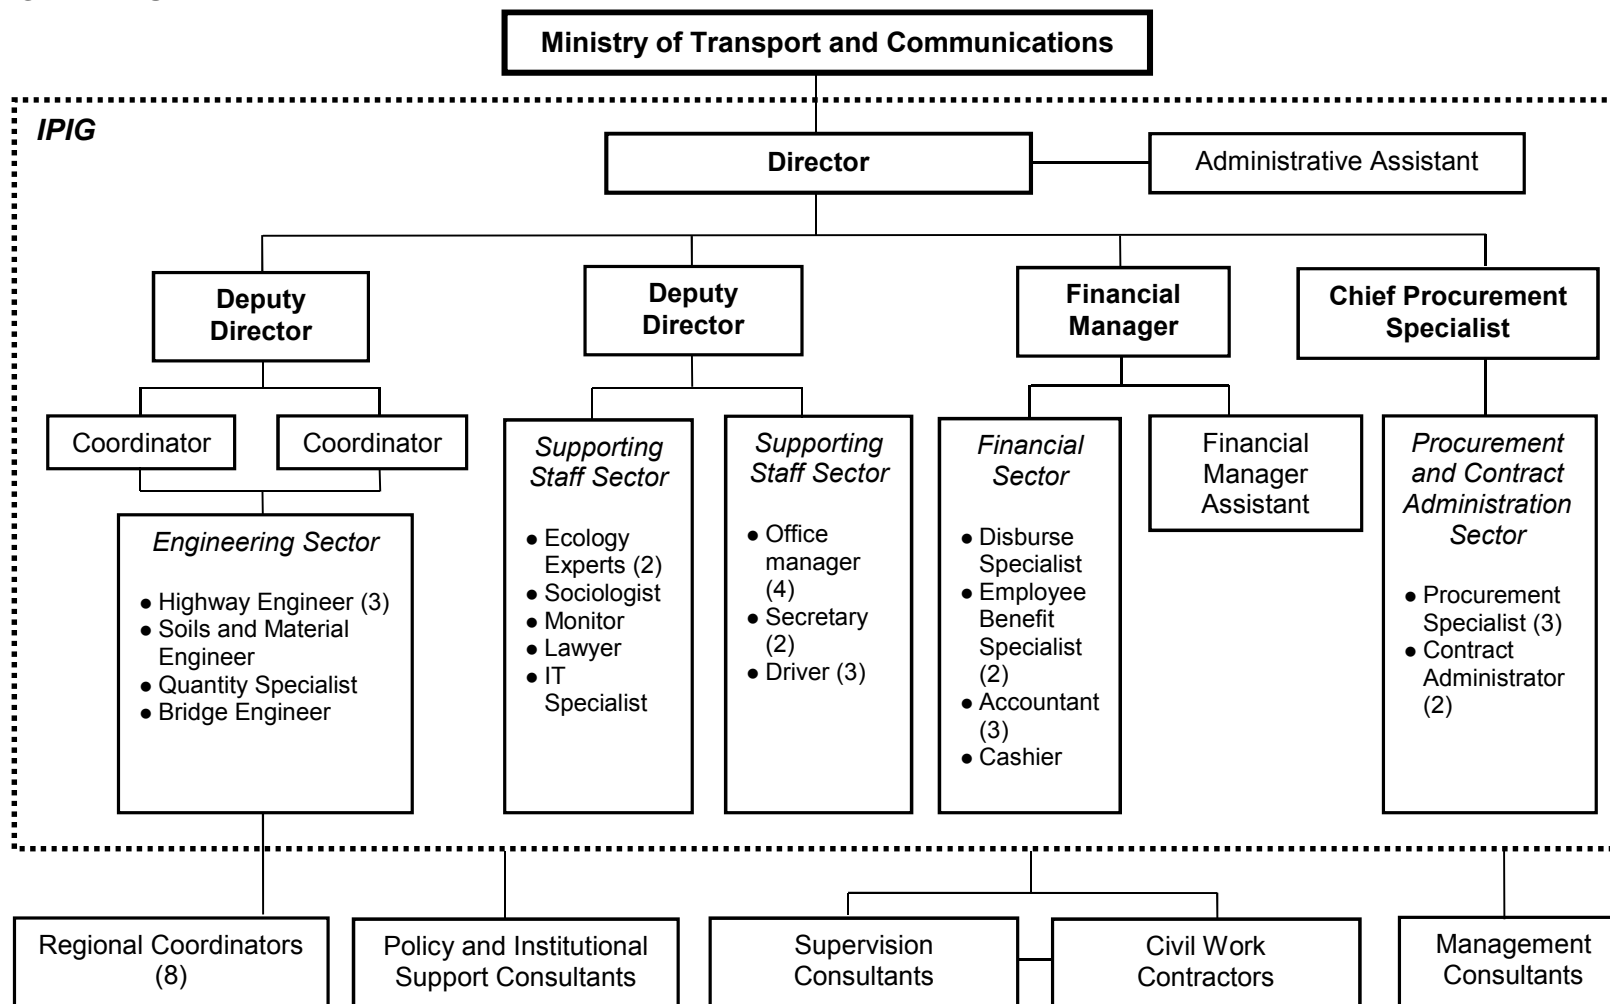 Ministry of Transport and Communications
IPIG
Director
Administrative Assistant
Deputy
Director
Deputy
Director
Financial
Manager
Chief Procurement
Specialist
Coordinator
Coordinator
Engineering Sector
● Highway Engineer (3)
● Soils and Material
Engineer
● Quantity Specialist
● Bridge Engineer
Supporting
Staff Sector
● Ecology
Experts (2)
● Sociologist
● Monitor
● Lawyer
● IT
Specialist
Supporting
Staff Sector
● Office
manager
(4)
● Secretary
(2)
● Driver (3)
Financial
Sector
● Disburse
Specialist
● Employee
Benefit
Specialist
(2)
● Accountant
(3)
● Cashier
Financial
Manager
Assistant
Procurement
and Contract
Administration
Sector
● Procurement
Specialist (3)
● Contract
Administrator
(2)
Regional Coordinators
(8)
Policy and Institutional
Support Consultants
Supervision
Consultants
Civil Work
Contractors
Management
Consultants